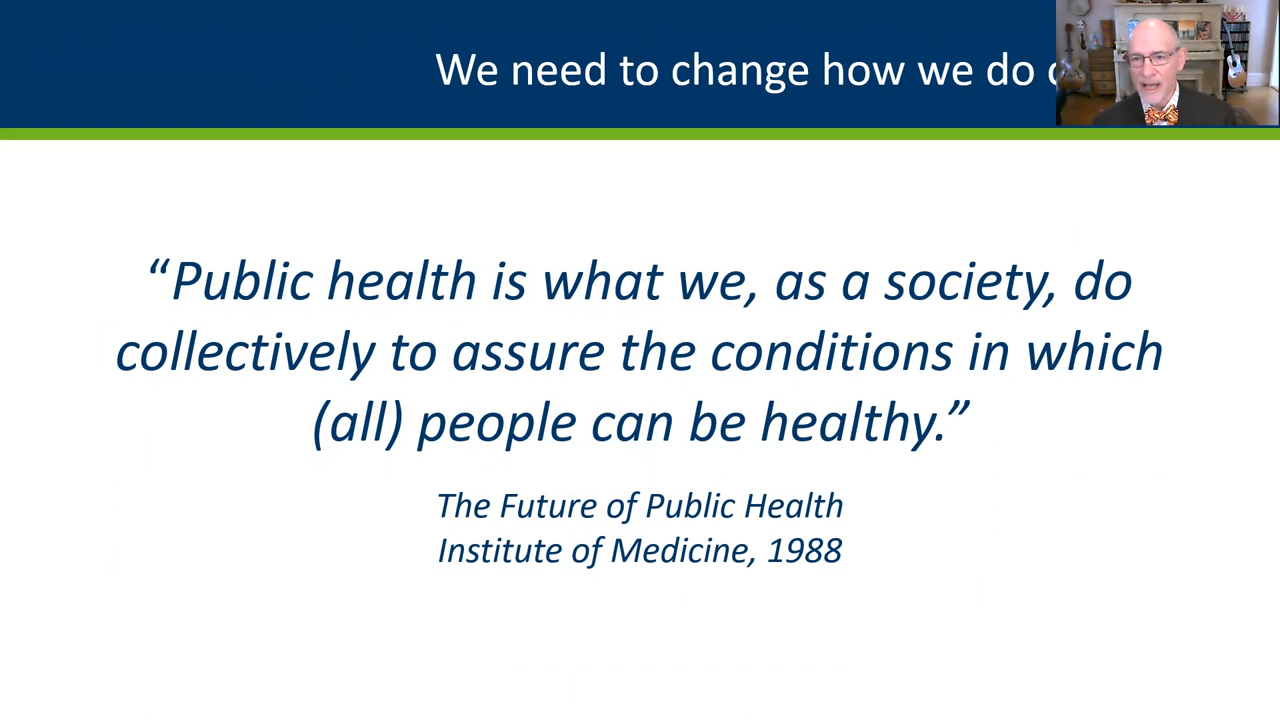 We need to change how we do
“Public health is what we, as a society, do
collectively to assure the conditions in which
(all) people can be healthy.”
The Future of Public Health
Institute of Medicine, 1988